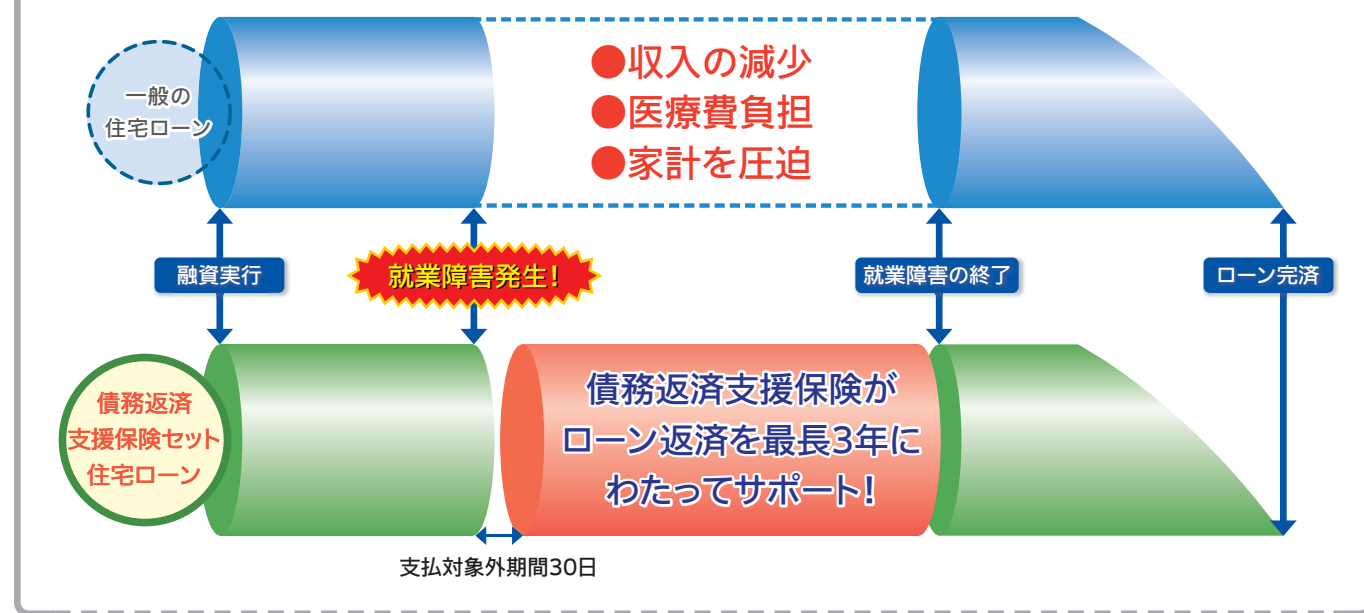 一般の
住宅ローン
●収入の減少
●医療費負担
●家計を圧迫
融資実行
就業障害発生!
就業障害の終了
ローン完済
債務返済
支援保険セット
住宅ローン
債務返済支援保険が
ローン返済を最長3年に
わたってサポート!
支払対象外期間30日